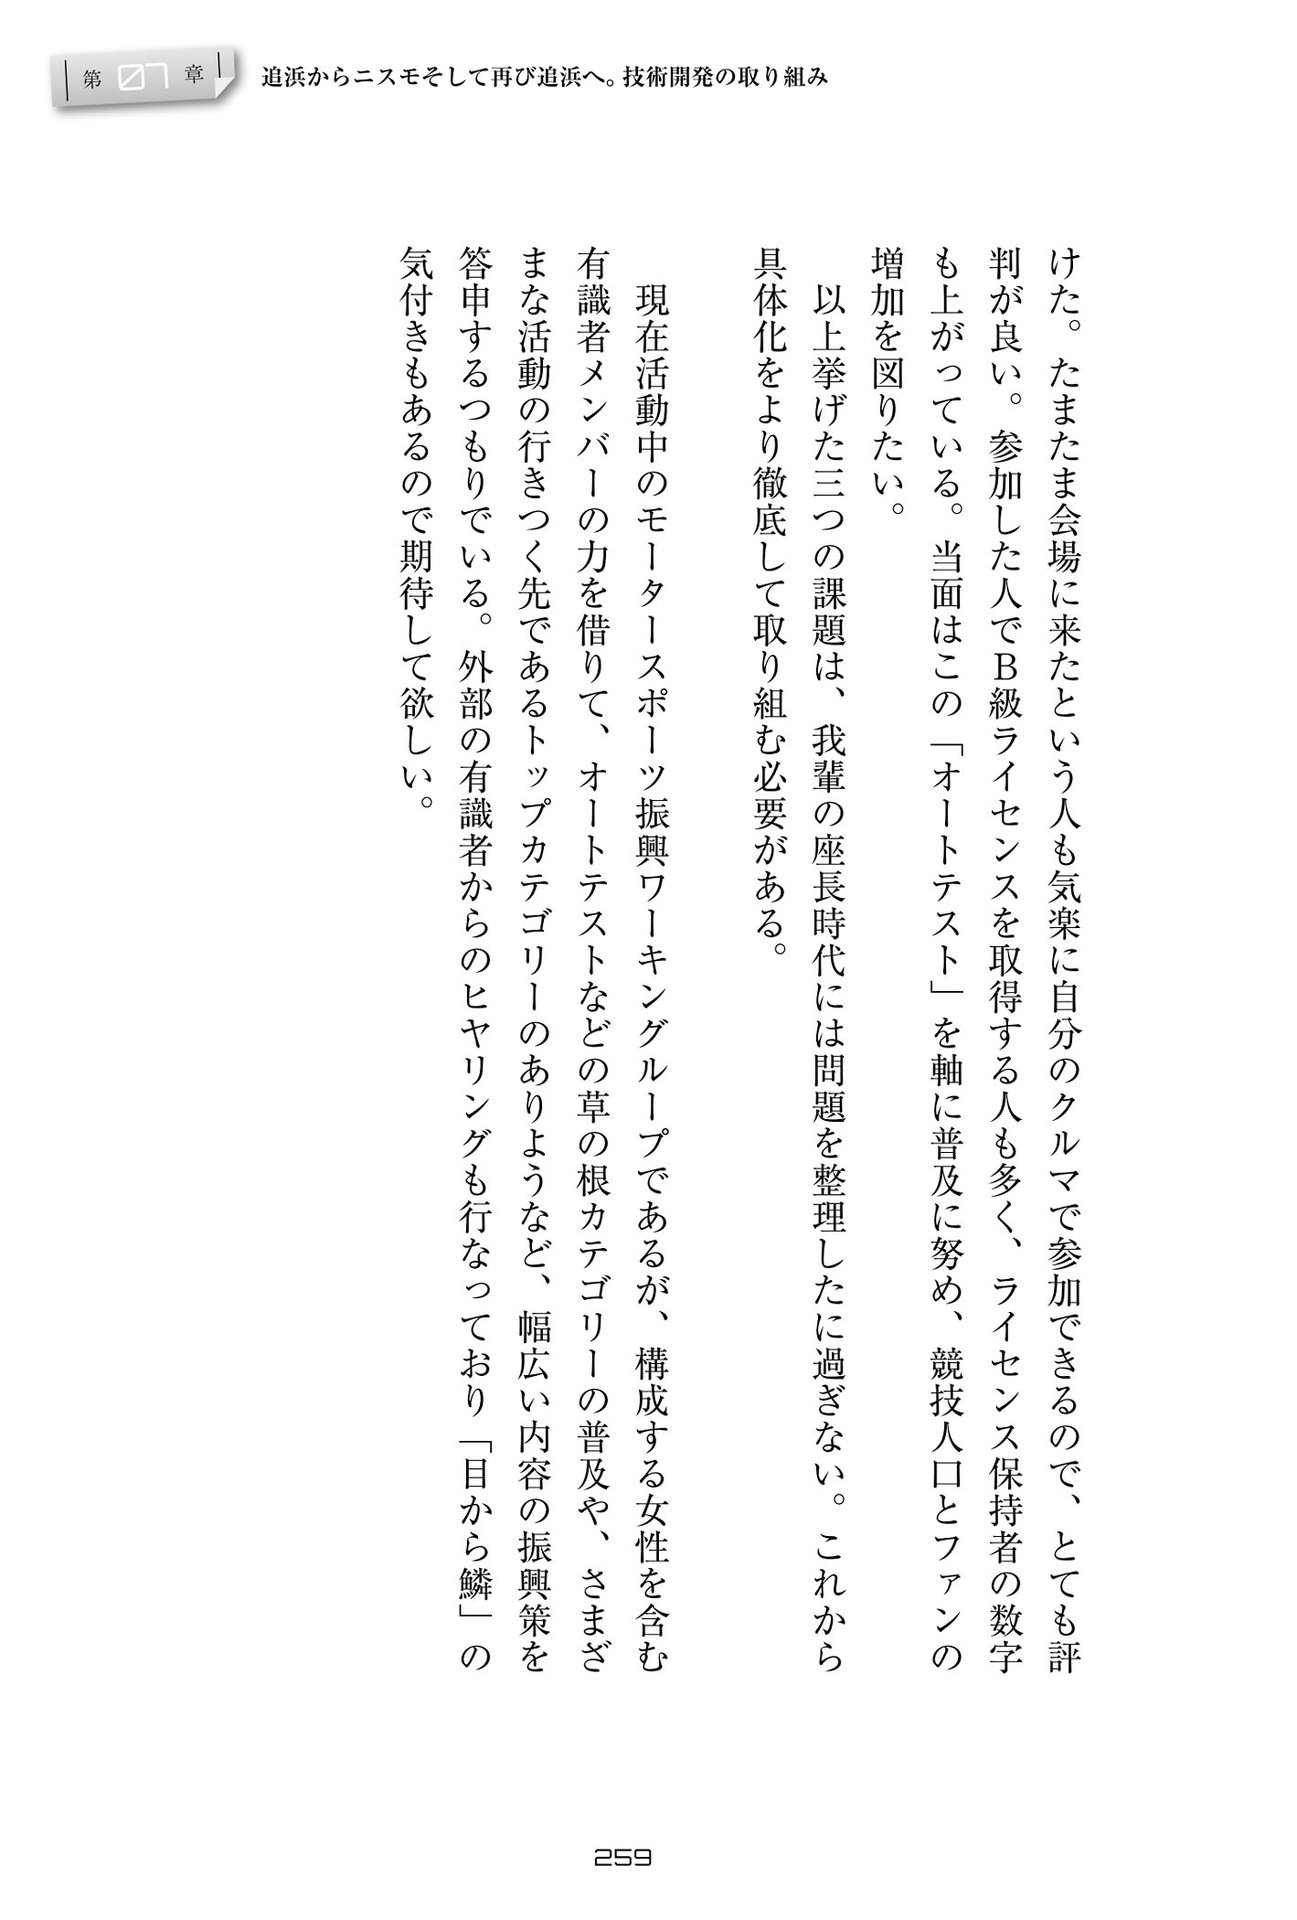 第07章
追浜からニスモそして再び追浜へ。技術開発の取り組み
けた。たまたま会場に来たという人も気楽に自分のクルマで参加できるので、とても評
判が良い。参加した人でB級ライセンスを取得する人も多く、ライセンス保持者の数字
も上がっている。当面はこの「オートテスト」を軸に普及に努め、競技人口とファンの
増加を図りたい。
以上挙げた三つの課題は、我輩の座長時代には問題を整理したに過ぎない。これから
具体化をより徹底して取り組む必要がある。
現在活動中のモータースポーツ振興ワーキンググループであるが、構成する女性を含む
有識者メンバーの力を借りて、オートテストなどの草の根カテゴリーの普及や、さまざ
まな活動の行きつく先であるトップカテゴリーのありようなど、幅広い内容の振興策を
答申するつもりでいる。外部の有識者からのヒヤリングも行なっており「目から鱗」の
気付きもあるので期待して欲しい。
259